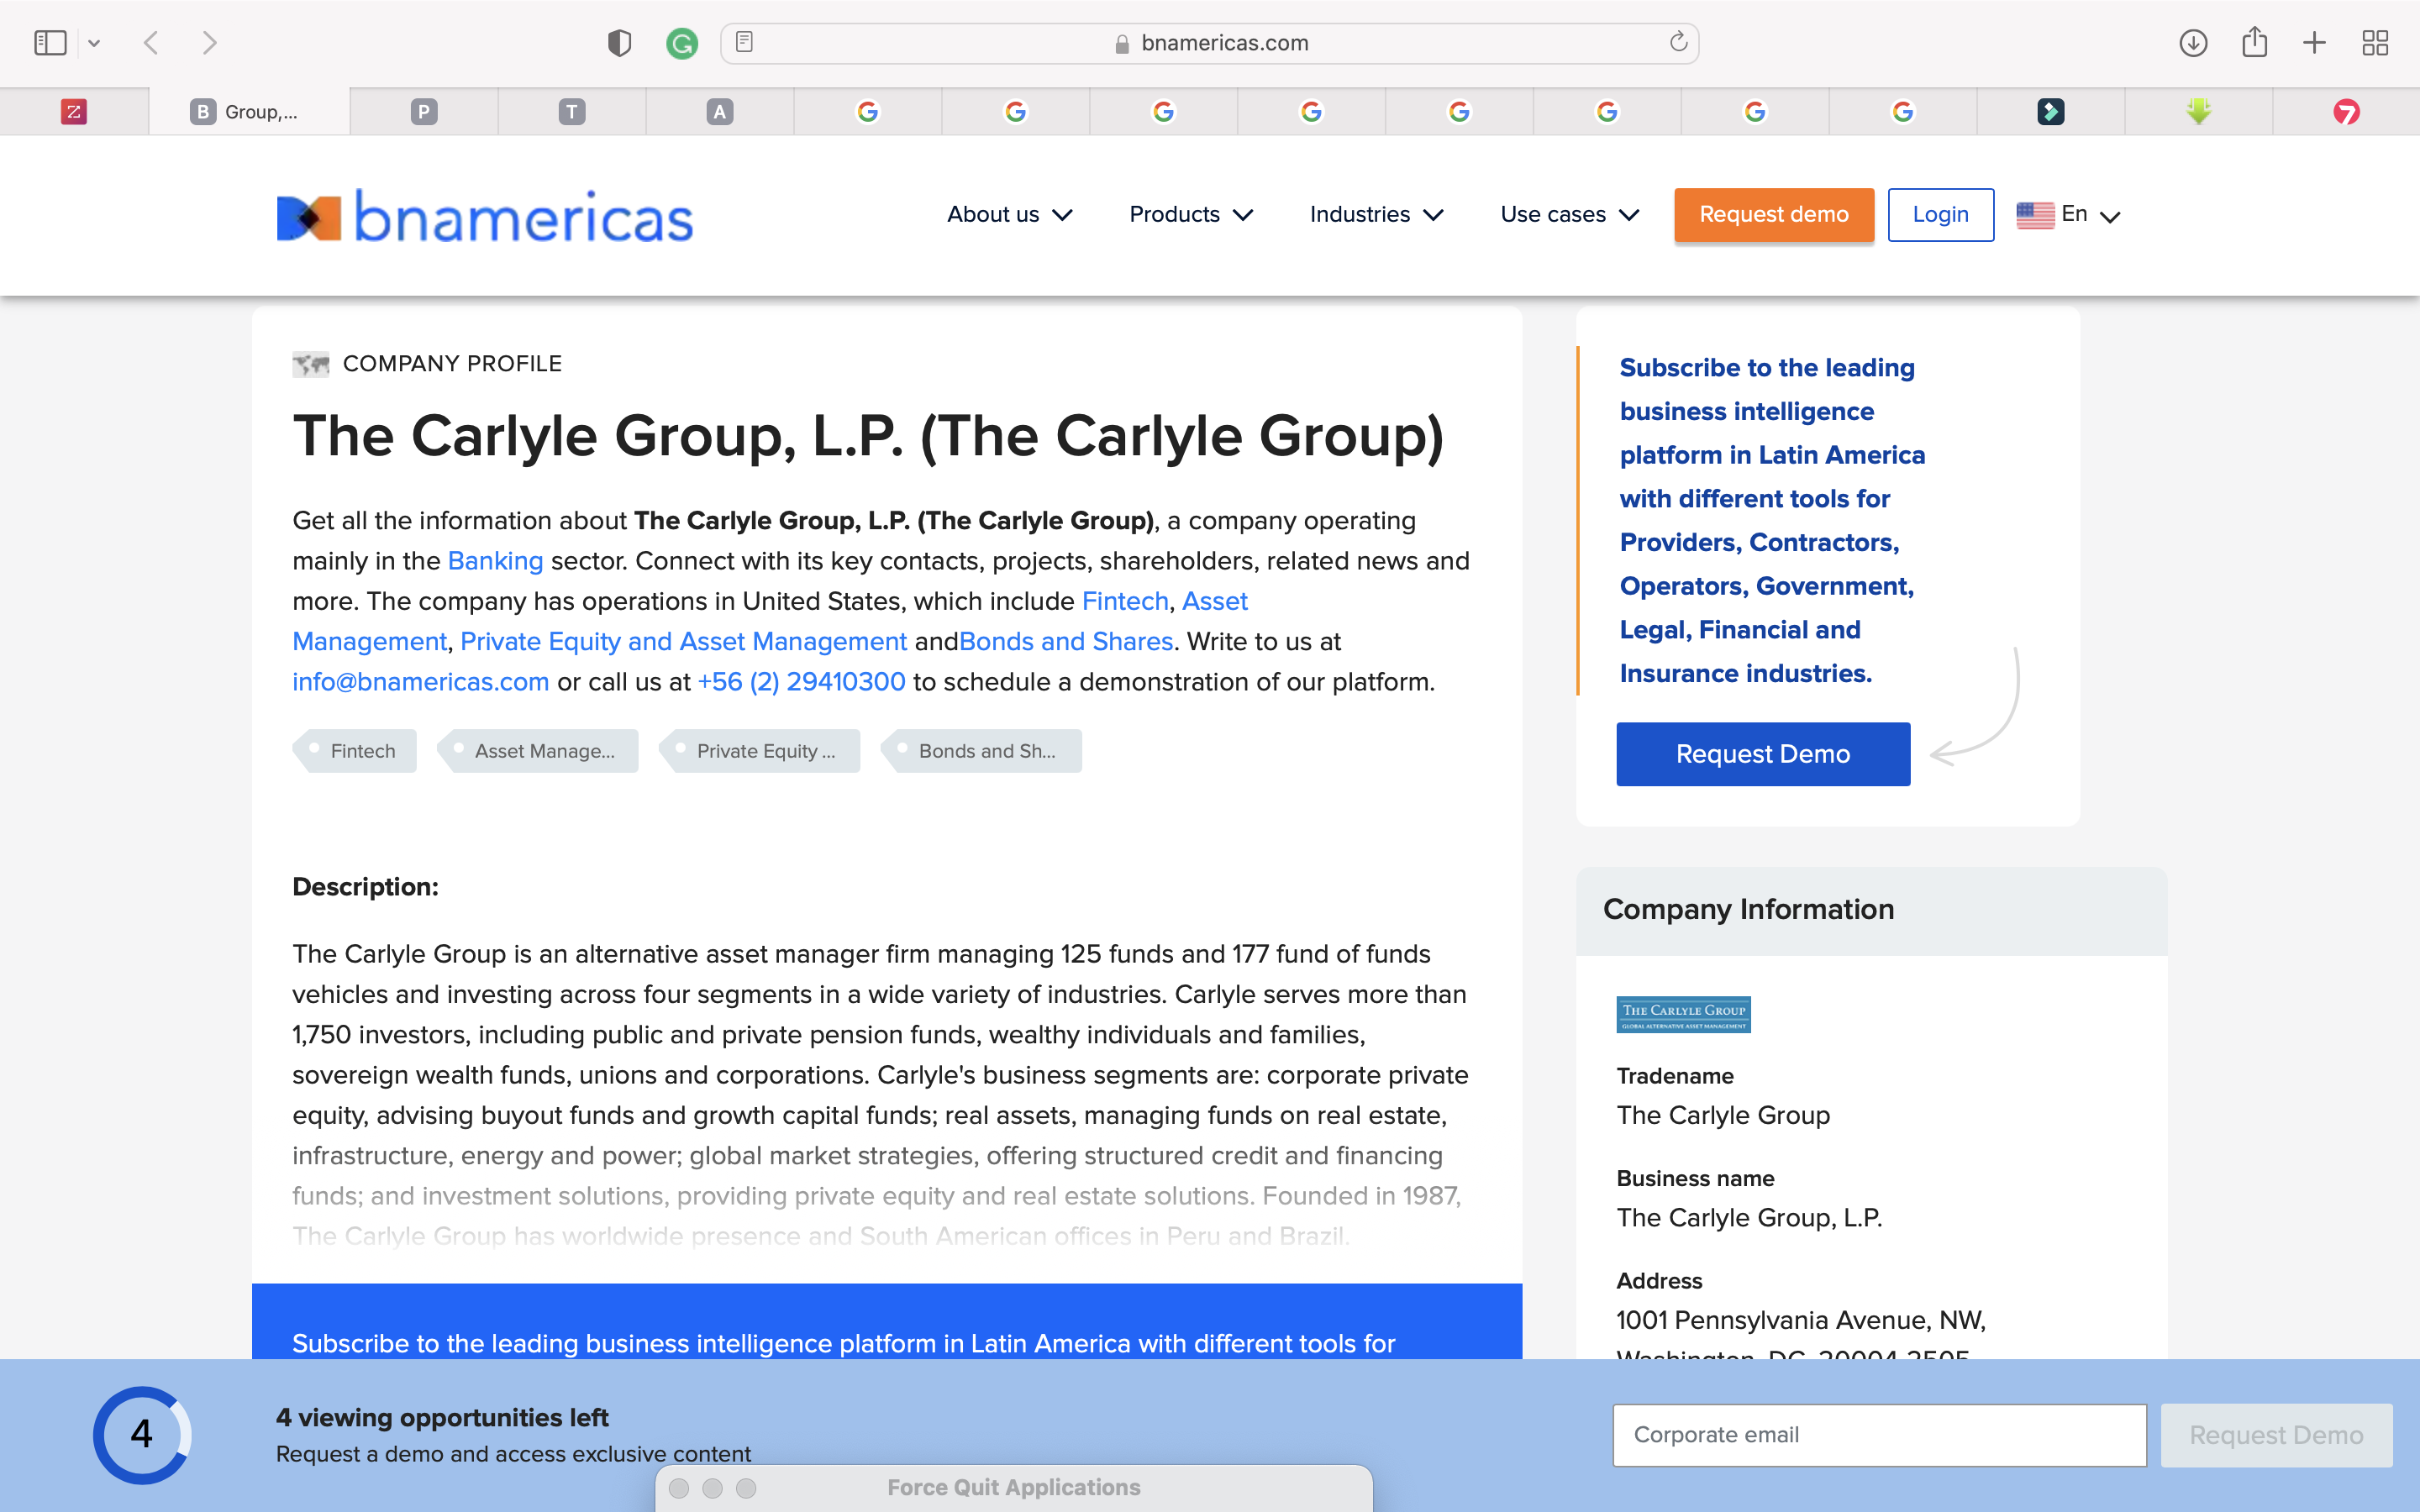 bnamericas.com
Z
B Group,...
P
T
A
G
G
G
G
G
G
G
G
7
bnamericas
About us
Products
Industries
Use cases
Request demo
Login
En
COMPANY PROFILE
The Carlyle Group, L.P. (The Carlyle Group)
Get all the information about The Carlyle Group, L.P. (The Carlyle Group), a company operating
mainly in the Banking sector. Connect with its key contacts, projects, shareholders, related news and
more. The company has operations in United States, which include Fintech, Asset
Management, Private Equity and Asset Management andBonds and Shares. Write to us at
info@bnamericas.com or call us at +56 (2) 29410300 to schedule a demonstration of our platform.
Fintech
Asset Manage...
Private Equity ...
Bonds and Sh...
Description:
The Carlyle Group is an alternative asset manager firm managing 125 funds and 177 fund of funds
vehicles and investing across four segments in a wide variety of industries. Carlyle serves more than
1,750 investors, including public and private pension funds, wealthy individuals and families,
sovereign wealth funds, unions and corporations. Carlyle's business segments are: corporate private
equity, advising buyout funds and growth capital funds; real assets, managing funds on real estate,
infrastructure, energy and power; global market strategies, offering structured credit and financing
funds; and investment solutions, providing private equity and real estate solutions. Founded in 1987,
The Carlyle Group has worldwide presence and South American offices in Peru and Brazil.
Subscribe to the leading business intelligence platform in Latin America with different tools for
Subscribe to the leading
business intelligence
platform in Latin America
with different tools for
Providers, Contractors,
Operators, Government,
Legal, Financial and
Insurance industries.
Request Demo
Company Information
THE CARLYLE GROUP
GLOBAL ALTERNATIVE ASSET MANAGEMENT
Tradename
The Carlyle Group
Business name
The Carlyle Group, L.P.
Address
1001 Pennsylvania Avenue, NW,
Washington, DC, 20004-2505
4
4 viewing opportunities left
Request a demo and access exclusive content
Corporate email
Request Demo
Force Quit Applications